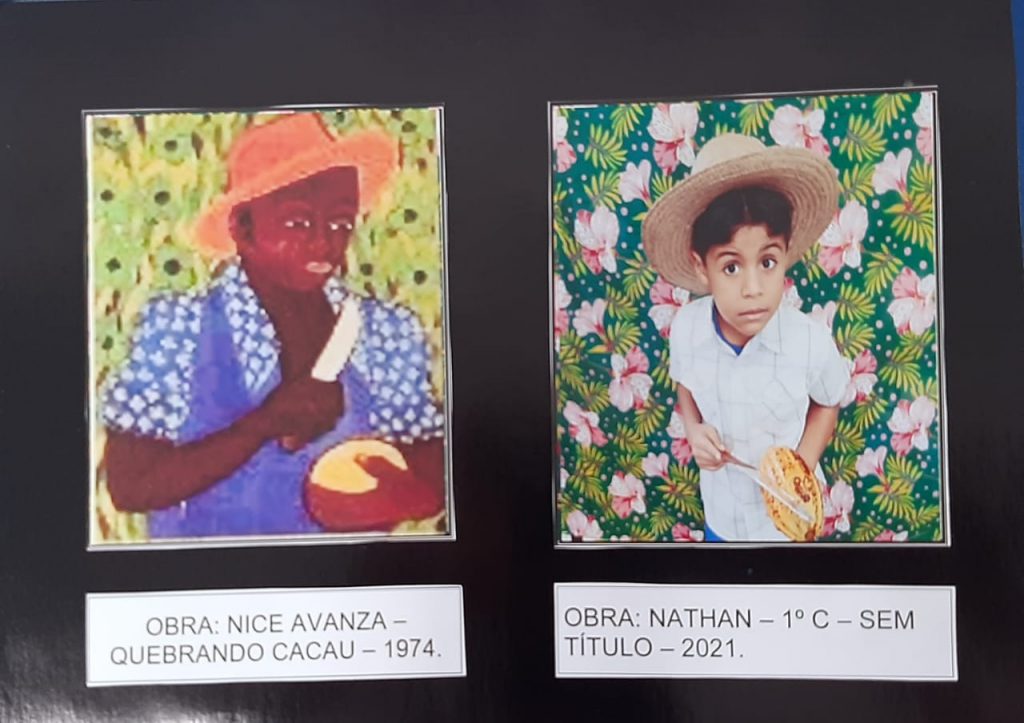 OBRA: NICE AVANZA –
QUEBRANDO CACAU – 1974.
OBRA: NATHAN – 1º C – SEM
TÍTULO – 2021.